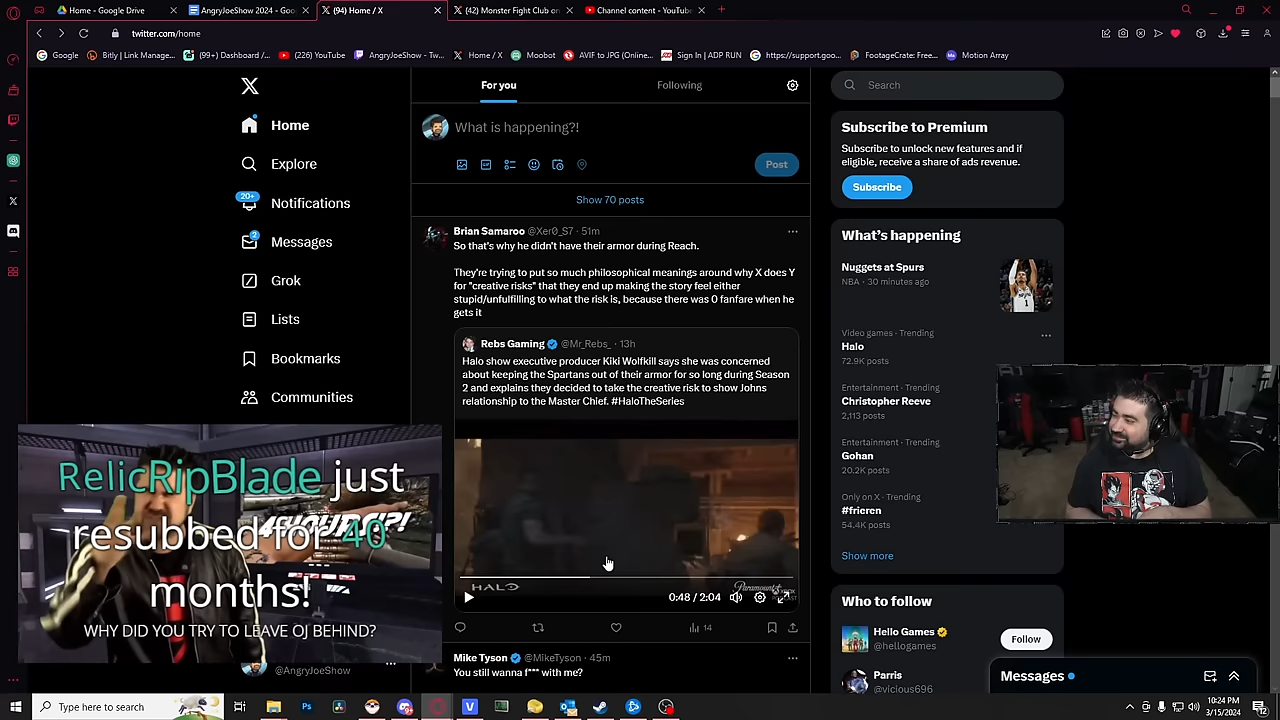 Home - Google Drive
AngryJoeShow 2024 - Goo
(94) Home / X
(42) Monster Fight Club on
Channel content - YouTube
twitter.com/home
Google
Bitly | Link Manage...
(99+) Dashboard /...
(226) YouTube
AngryJoeShow - Tw...
Home / X
Moobot
AVIF to JPG (Online...
Sign In | ADP RUN
https://support.goo...
FootageCrate: Free...
Motion Array
Home
Explore
20+
Notifications
2
Messages
Grok
Lists
Bookmarks
Communities
@AngryJoeShow
For you
Following
What is happening?!
Post
Show 70 posts
Brian Samaroo @Xer0_S7 · 51m
So that's why he didn't have their armor during Reach.
They're trying to put so much philosophical meanings around why X does Y
for "creative risks" that they end up making the story feel either
stupid/unfulfilling to what the risk is, because there was 0 fanfare when he
gets it
Rebs Gaming @Mr_Rebs_ · 13h
Halo show executive producer Kiki Wolfkill says she was concerned
about keeping the Spartans out of their armor for so long during Season
2 and explains they decided to take the creative risk to show Johns
relationship to the Master Chief. #HaloTheSeries
HALO
Paramount+
0:48 / 2:04
14
Mike Tyson @MikeTyson · 45m
You still wanna f*** with me?
RelicRipBlade just
resubbed for 40
months!
WHY DID YOU TRY TO LEAVE OJ BEHIND?
Search
Subscribe to Premium
Subscribe to unlock new features and if
eligible, receive a share of ads revenue.
Subscribe
What's happening
Nuggets at Spurs
NBA · 30 minutes ago
Video games · Trending
Halo
72.9K posts
Entertainment · Trending
Christopher Reeve
2,113 posts
Entertainment · Trending
Gohan
20.2K posts
Only on X · Trending
#frieren
54.4K posts
Show more
Who to follow
Hello Games
@hellogames
Follow
Parris
@vicious696
Messages
Type here to search
10:24 PM
3/15/2024